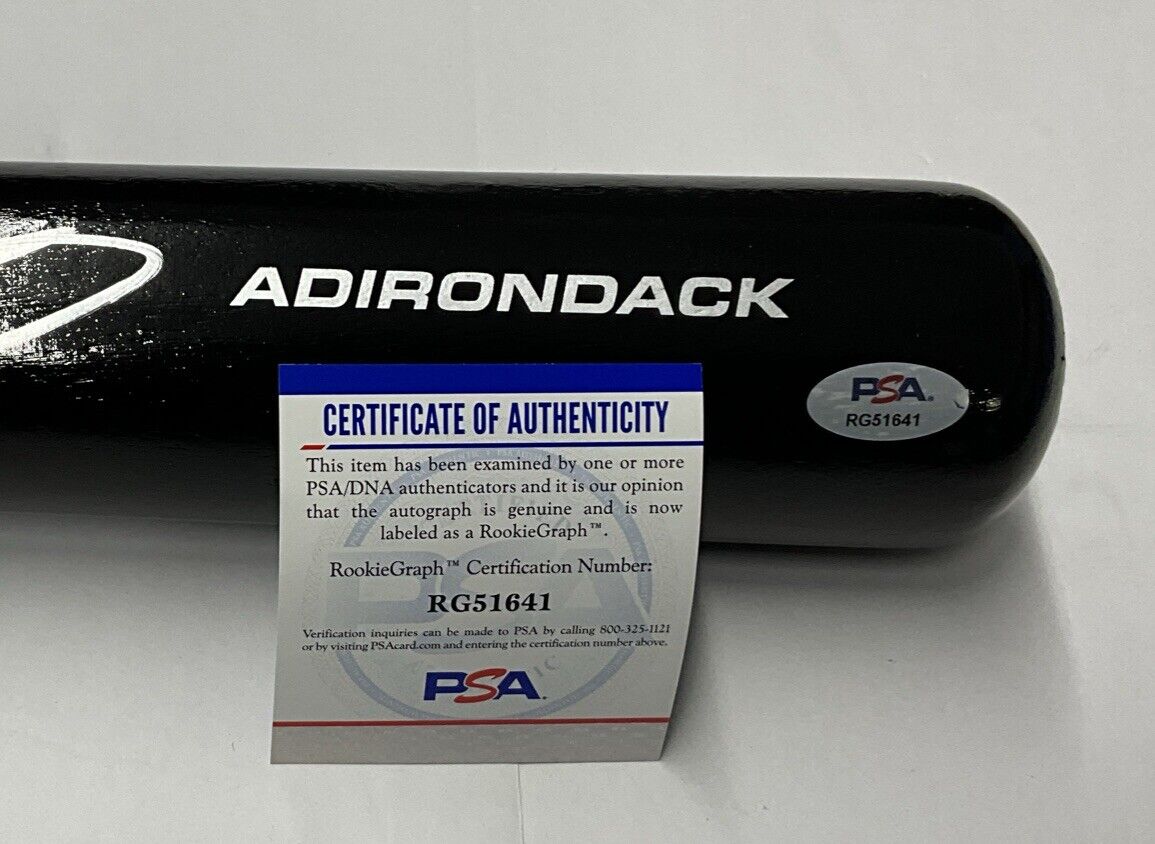 ADIRONDACK
PSA.
RG51641
CERTIFICATE OF AUTHENTICITY
This item has been examined by one or more
PSA/DNA authenticators and it is our opinion
that the autograph is genuine and is now
labeled as a RookieGraph™.
RookieGraph™ Certification Number:
RG51641
Verification inquiries can be made to PSA by calling 800-325-1121
or by visiting PSAcard.com and entering the certification number above.
PSA.